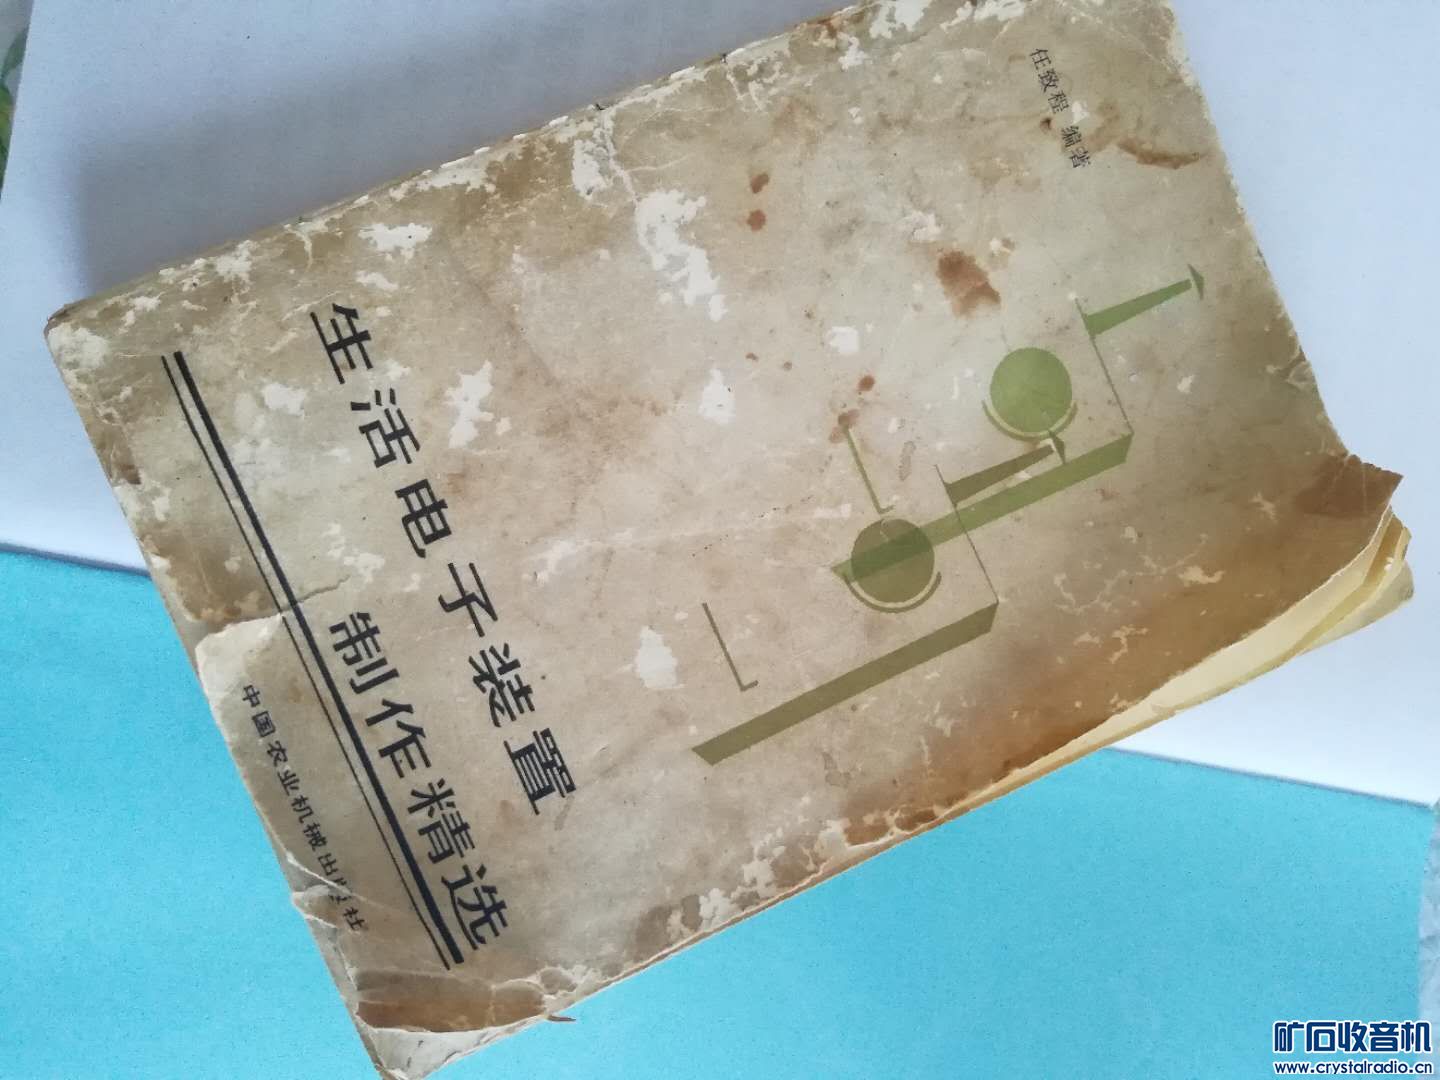 任致程 编著
生活电子装置
制作精选
中国农业机械出版社
矿石收音机
www.crystalradio.cn